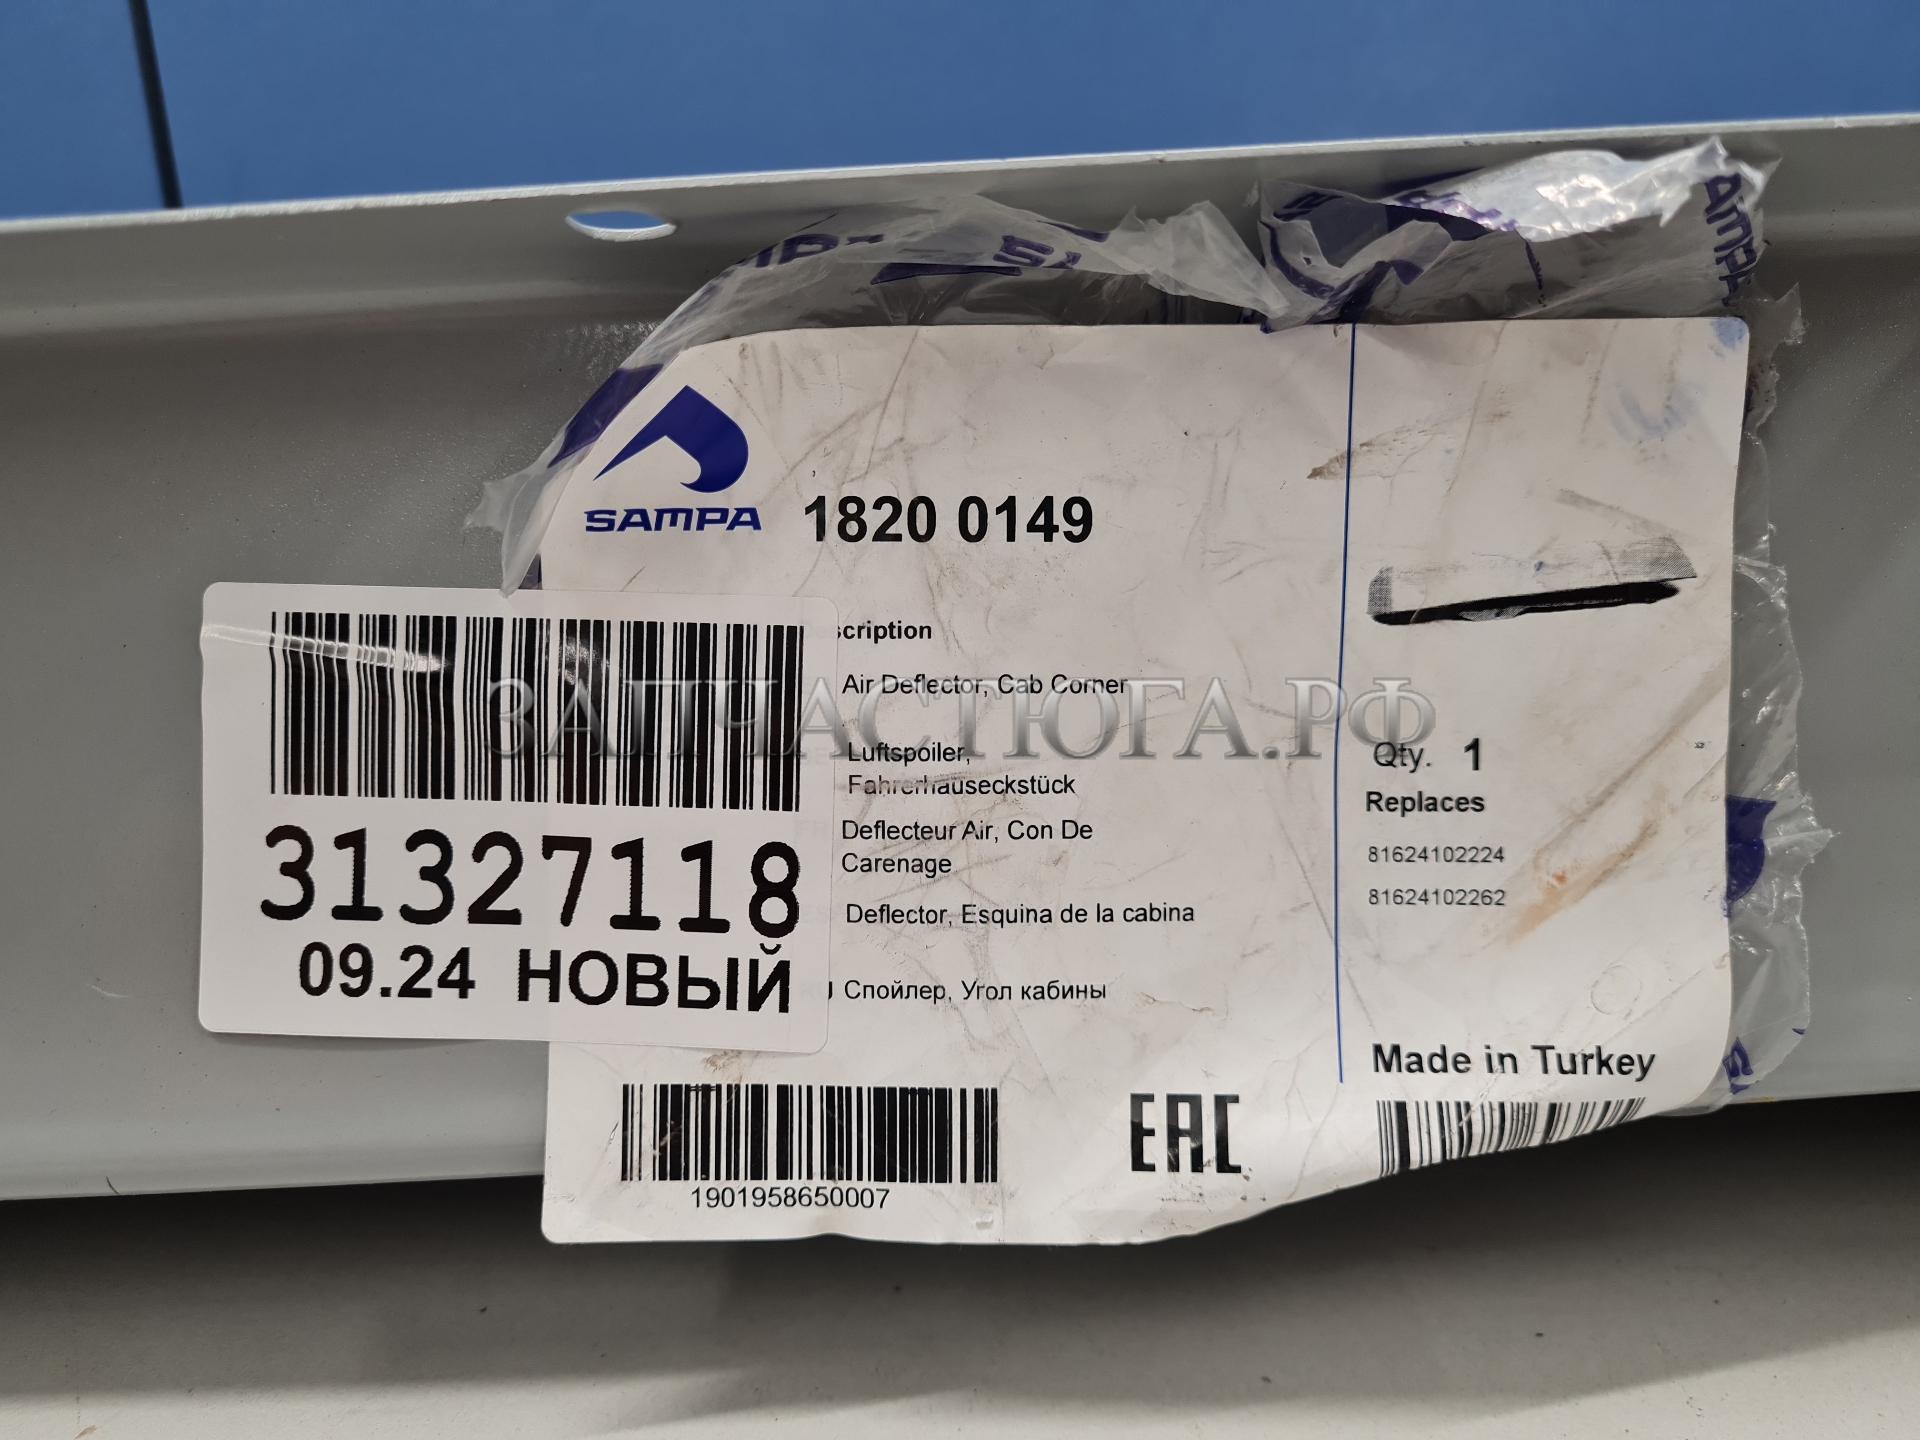 SAMPA
1820 0149
scription
Air Deflector, Cab Corner
Luftspoiler,
Fahrerhauseckstück
Deflecteur Air, Con De
Carenage
Deflector, Esquina de la cabina
Спойлер, Угол кабины
31327118
09.24 НОВЫЙ
ЗАПЧАСТЮГА.РФ
Qty. 1
Replaces
81624102224
81624102262
Made in Turkey
1901958650007
EAC